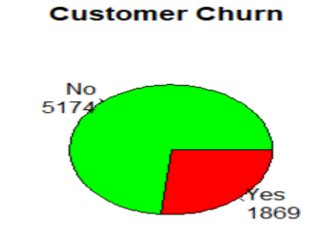 Customer Churn
No
5174
Yes
1869